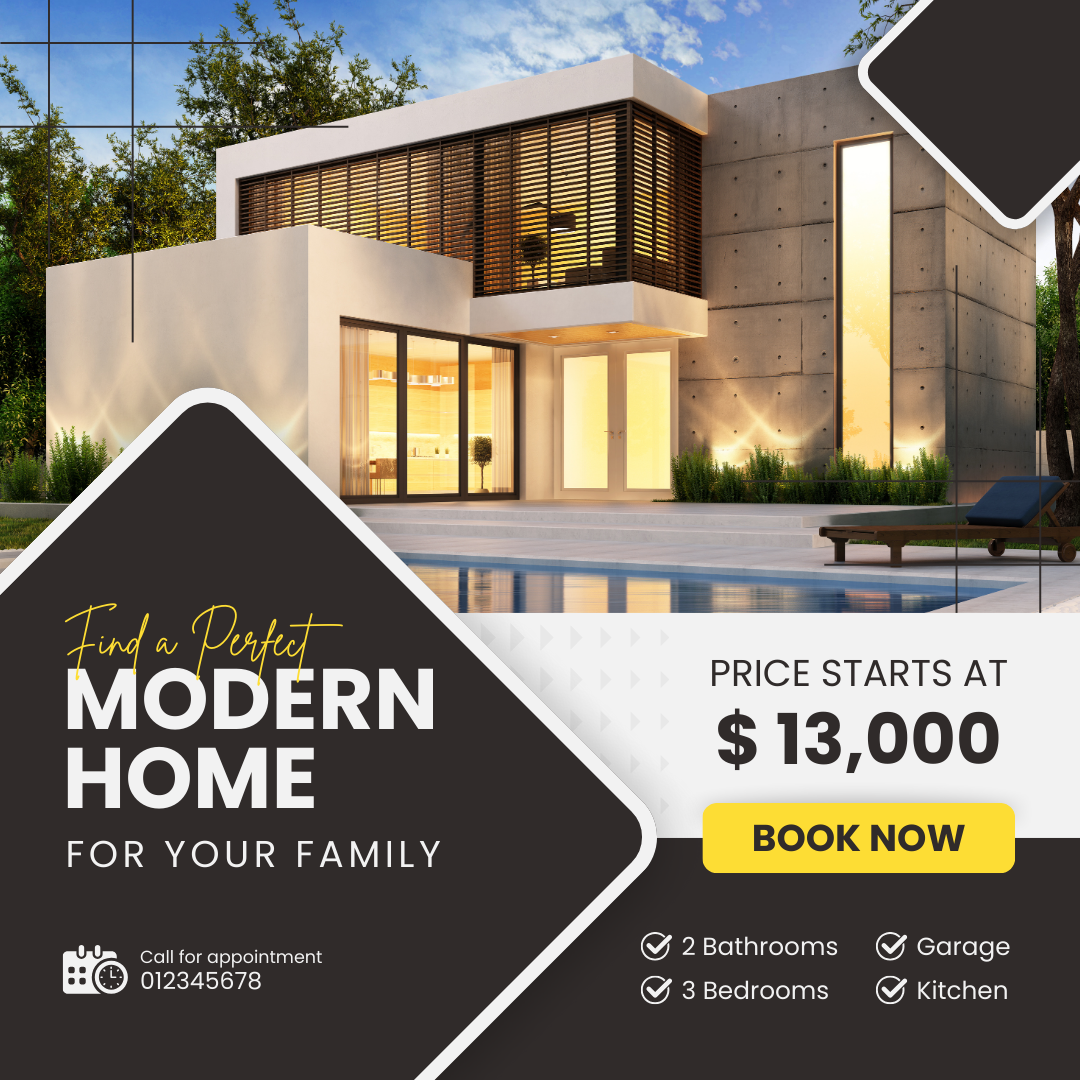 Find a Perfect
MODERN
HOME
FOR YOUR FAMILY
Call for appointment
012345678
PRICE STARTS AT
$ 13,000
BOOK NOW
2 Bathrooms
Garage
3 Bedrooms
Kitchen